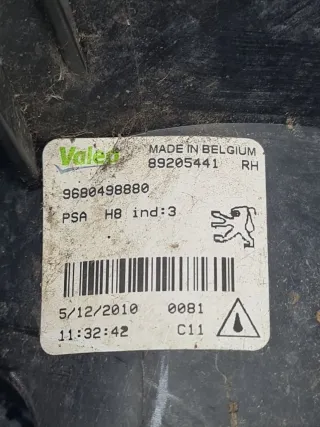 Valeo MADE IN BELGIUM
89205441 RH
9680498880
PSA H8 ind:3
5/12/2010 0081
11:32:42 C11